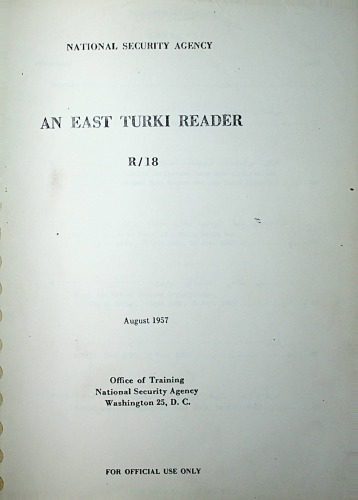 NATIONAL SECURITY AGENCY
AN EAST TURKI READER
R/18
August 1957
Office of Training
National Security Agency
Washington 25, D. C.
FOR OFFICIAL USE ONLY